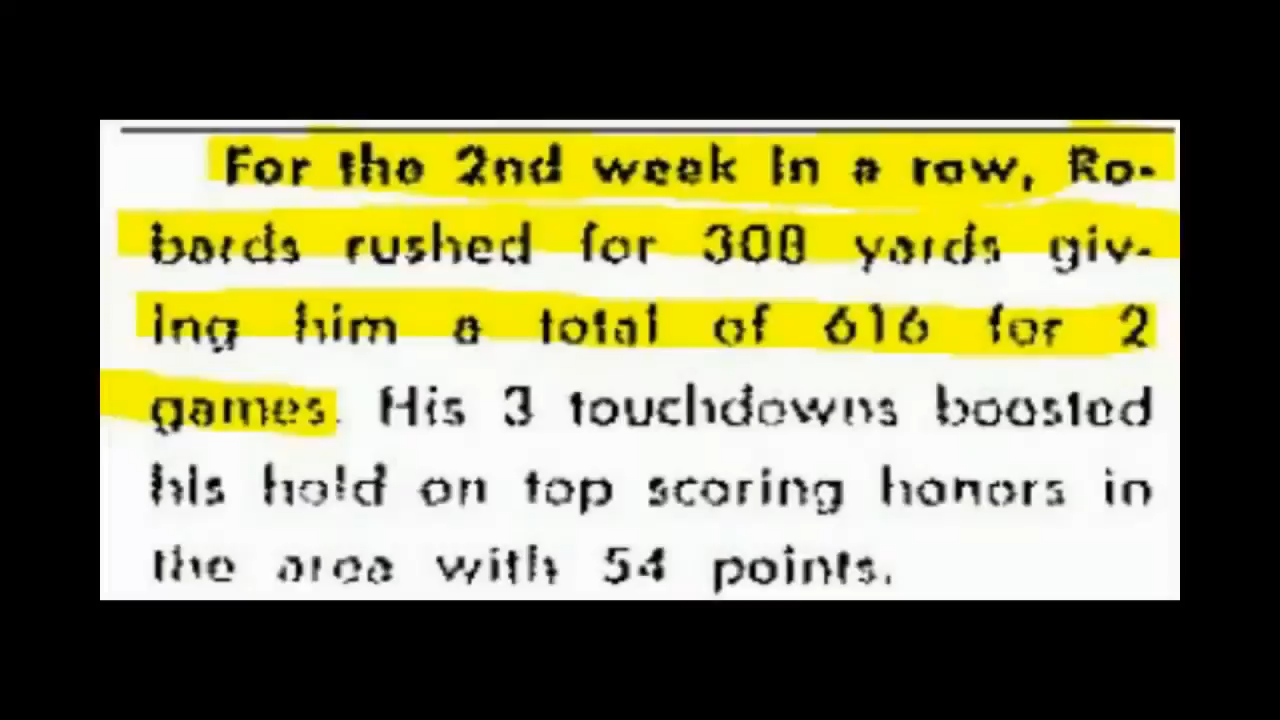 For the 2nd week in a row, Ro-
bards rushed for 308 yards giv-
ing him a total of 616 for 2
games. His 3 touchdowns boosted
his hold on top scoring honors in
the area with 54 points.